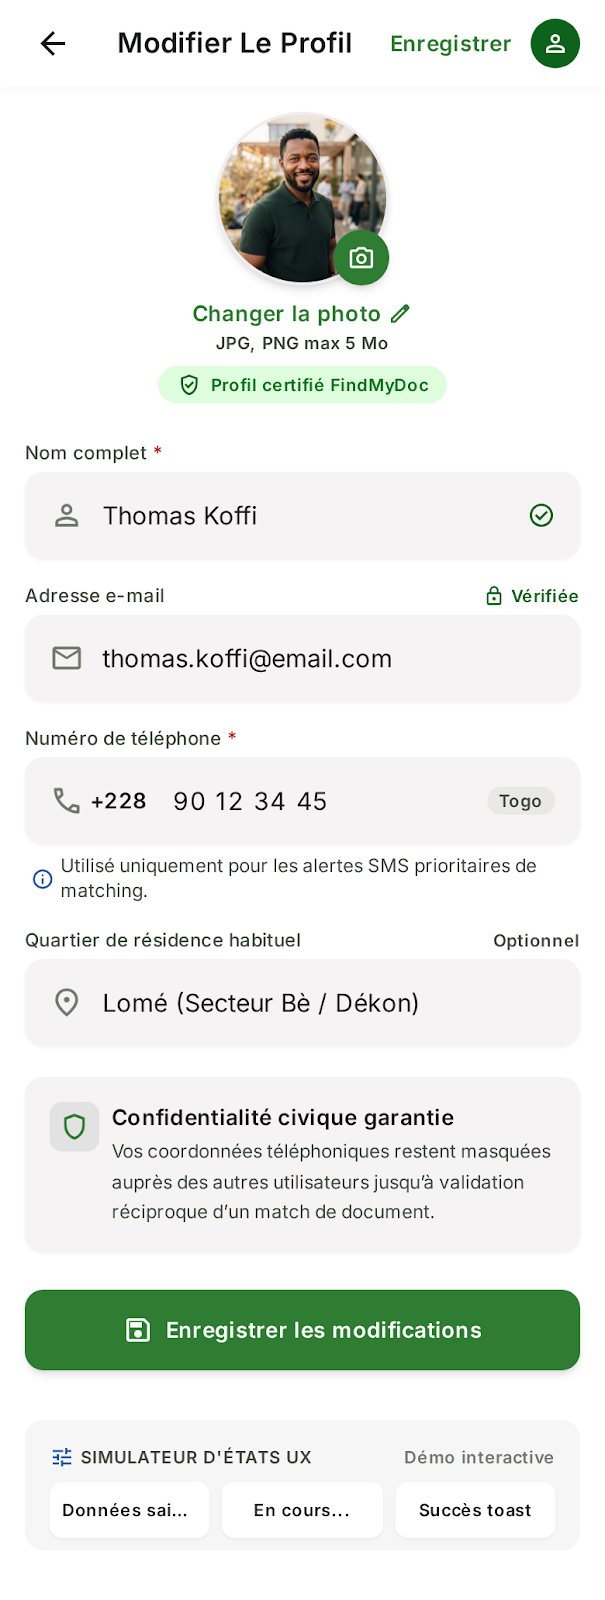 Modifier Le Profil
Enregistrer
Changer la photo
JPG, PNG max 5 Mo
Profil certifié FindMyDoc
Nom complet *
Thomas Koffi
Adresse e-mail
Vérifiée
thomas.koffi@email.com
Numéro de téléphone *
+228 90 12 34 45
Togo
Utilisé uniquement pour les alertes SMS prioritaires de
matching.
Quartier de résidence habituel
Optionnel
Lomé (Secteur Bè / Dékon)
Confidentialité civique garantie
Vos coordonnées téléphoniques restent masquées
auprès des autres utilisateurs jusqu’à validation
réciproque d’un match de document.
Enregistrer les modifications
SIMULATEUR D'ÉTATS UX
Démo interactive
Données sai...
En cours...
Succès toast